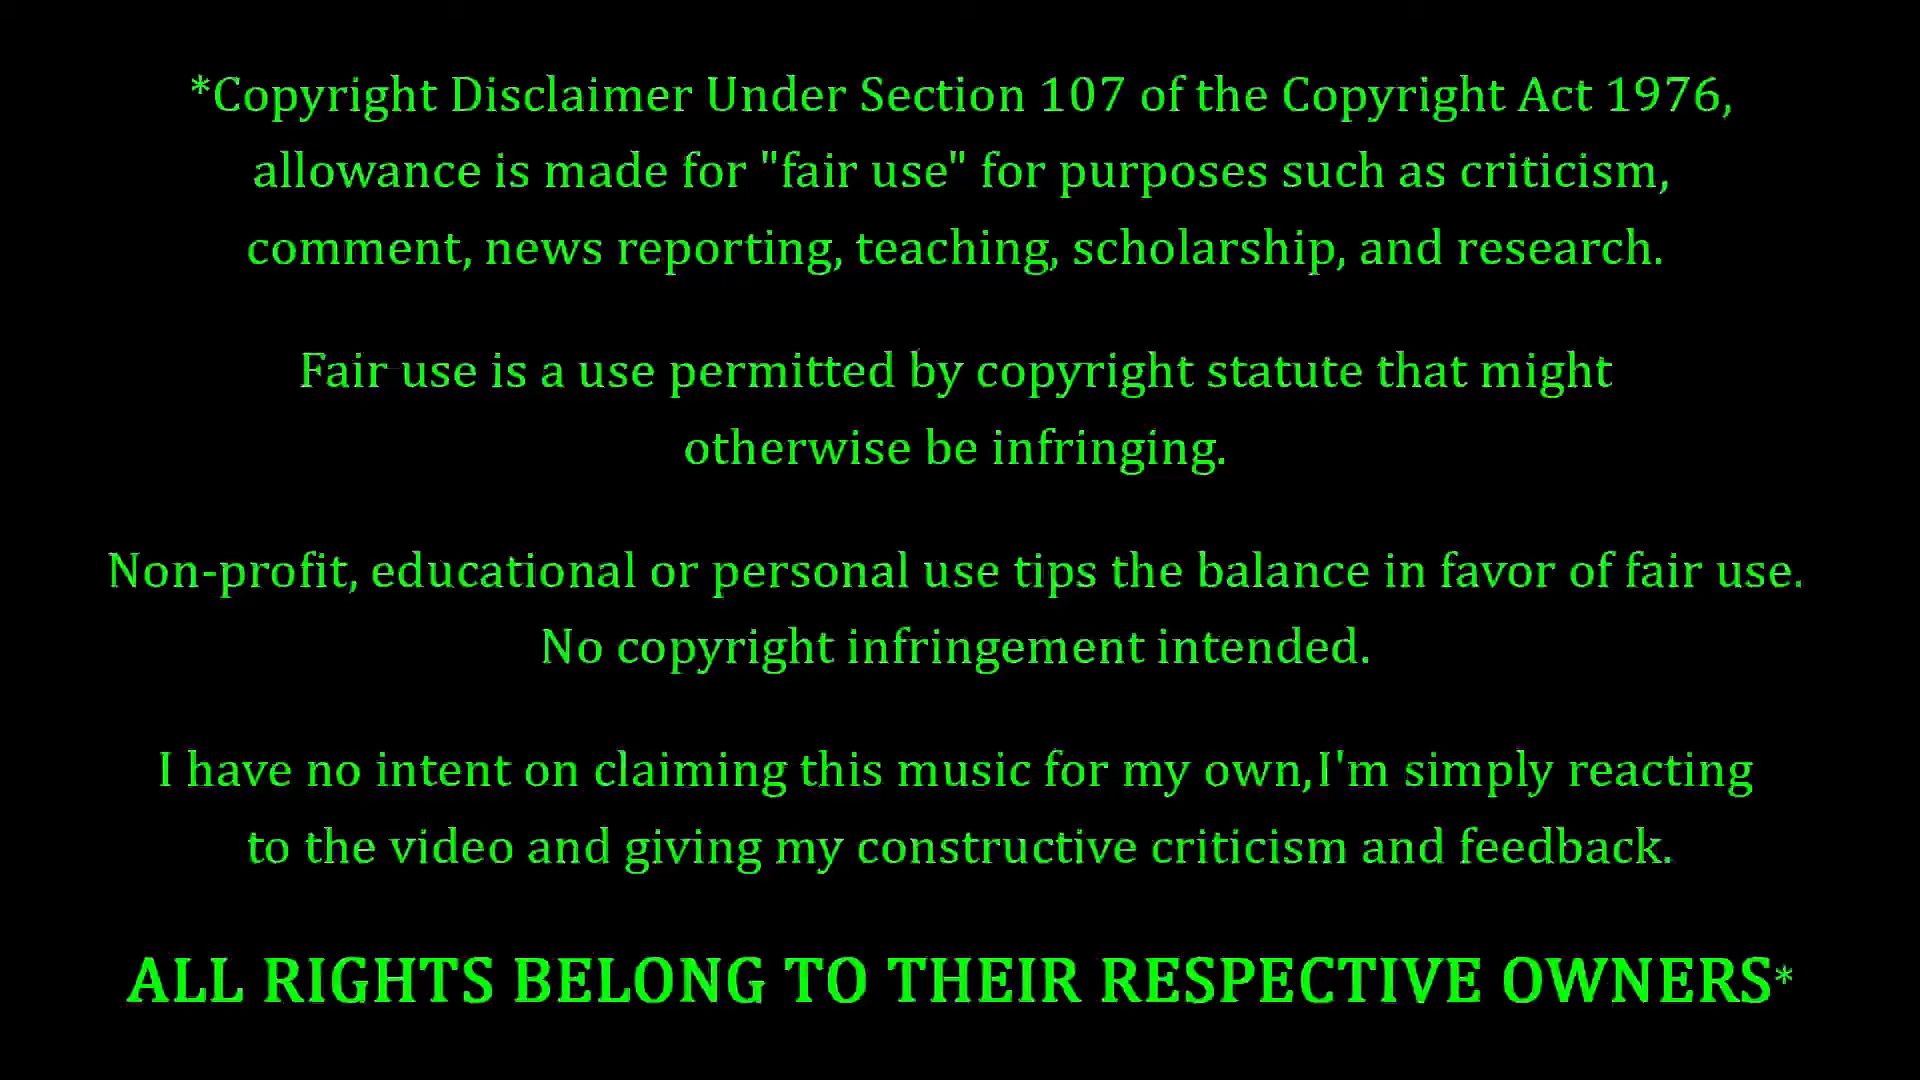 *Copyright Disclaimer Under Section 107 of the Copyright Act 1976,
allowance is made for "fair use" for purposes such as criticism,
comment, news reporting, teaching, scholarship, and research.
Fair use is a use permitted by copyright statute that might
otherwise be infringing.
Non-profit, educational or personal use tips the balance in favor of fair use.
No copyright infringement intended.
I have no intent on claiming this music for my own,I'm simply reacting
to the video and giving my constructive criticism and feedback.
ALL RIGHTS BELONG TO THEIR RESPECTIVE OWNERS*